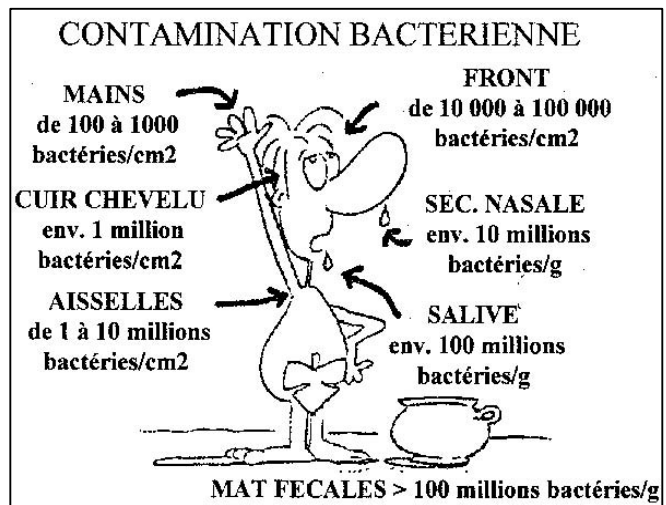 CONTAMINATION BACTERIENNE
MAINS
de 100 à 1000
bactéries/cm2
FRONT
de 10 000 à 100 000
bactéries/cm2
CUIR CHEVELU
env. 1 million
bactéries/cm2
SEC. NASALE
env. 10 millions
bactéries/g
AISSELLES
de 1 à 10 millions
bactéries/cm2
SALIVE
env. 100 millions
bactéries/g
MAT FECALES > 100 millions bactéries/g